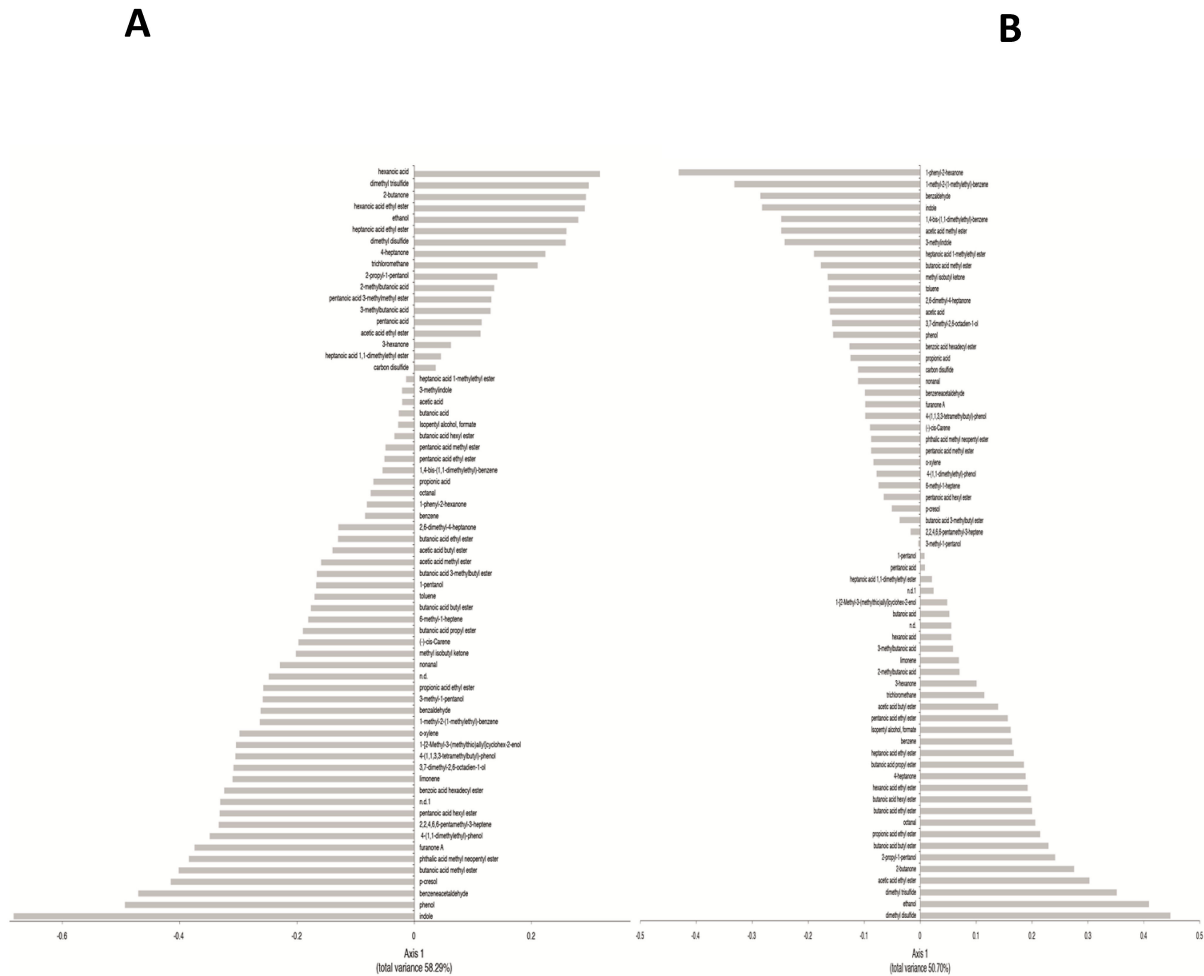 A
B
hexanoic acid
dimethyl trisulfide
2-butanone
hexanoic acid ethyl ester
ethanol
heptanoic acid ethyl ester
dimethyl disulfide
4-heptanone
trichloromethane
2-propyl-1-pentanol
2-methylbutanoic acid
pentanoic acid 3-methylmethyl ester
3-methylbutanoic acid
pentanoic acid
acetic acid ethyl ester
3-hexanone
heptanoic acid 1,1-dimethylethyl ester
carbon disulfide
heptanoic acid 1-methylethyl ester
3-methylindole
acetic acid
butanoic acid
Isopentyl alcohol, formate
butanoic acid hexyl ester
pentanoic acid methyl ester
pentanoic acid ethyl ester
1,4-bis-(1,1-dimethylethyl)-benzene
propionic acid
octanal
1-phenyl-2-hexanone
benzene
2,6-dimethyl-4-heptanone
butanoic acid ethyl ester
acetic acid butyl ester
acetic acid methyl ester
butanoic acid 3-methylbutyl ester
1-pentanol
toluene
butanoic acid butyl ester
6-methyl-1-heptene
butanoic acid propyl ester
(-)-cis-Carene
methyl isobutyl ketone
nonanal
n.d.
propionic acid ethyl ester
3-methyl-1-pentanol
benzaldehyde
1-methyl-2-(1-methylethyl)-benzene
o-xylene
1-[2-Methyl-3-(methylthio)allyl]cyclohex-2-enol
4-(1,1,3,3-tetramethylbutyl)-phenol
3,7-dimethyl-2,6-octadien-1-ol
limonene
benzoic acid hexadecyl ester
n.d.1
pentanoic acid hexyl ester
2,2,4,6,6-pentamethyl-3-heptene
4-(1,1-dimethylethyl)-phenol
furanone A
phthalic acid methyl neopentyl ester
butanoic acid methyl ester
p-cresol
benzeneacetaldehyde
phenol
indole
-0.6 -0.4 -0.2 0 0.2
Axis 1
(total variance 58.29%)
1-phenyl-2-hexanone
1-methyl-2-(1-methylethyl)-benzene
benzaldehyde
indole
1,4-bis-(1,1-dimethylethyl)-benzene
acetic acid methyl ester
3-methylindole
heptanoic acid 1-methylethyl ester
butanoic acid methyl ester
methyl isobutyl ketone
toluene
2,6-dimethyl-4-heptanone
acetic acid
3,7-dimethyl-2,6-octadien-1-ol
phenol
benzoic acid hexadecyl ester
propionic acid
carbon disulfide
nonanal
benzeneacetaldehyde
furanone A
4-(1,1,3,3-tetramethylbutyl)-phenol
(-)-cis-Carene
phthalic acid methyl neopentyl ester
pentanoic acid methyl ester
o-xylene
4-(1,1-dimethylethyl)-phenol
6-methyl-1-heptene
pentanoic acid hexyl ester
p-cresol
butanoic acid 3-methylbutyl ester
2,2,4,6,6-pentamethyl-3-heptene
3-methyl-1-pentanol
1-pentanol
pentanoic acid
heptanoic acid 1,1-dimethylethyl ester
n.d.1
1-[2-Methyl-3-(methylthio)allyl]cyclohex-2-enol
butanoic acid
n.d.
hexanoic acid
3-methylbutanoic acid
limonene
2-methylbutanoic acid
3-hexanone
trichloromethane
acetic acid butyl ester
pentanoic acid ethyl ester
Isopentyl alcohol, formate
benzene
heptanoic acid ethyl ester
butanoic acid propyl ester
4-heptanone
hexanoic acid ethyl ester
butanoic acid hexyl ester
butanoic acid ethyl ester
octanal
propionic acid ethyl ester
butanoic acid butyl ester
2-propyl-1-pentanol
2-butanone
acetic acid ethyl ester
dimethyl trisulfide
ethanol
dimethyl disulfide
-0.5 -0.4 -0.3 -0.2 -0.1 0 0.1 0.2 0.3 0.4 0.5
Axis 1
(total variance 50.70%)